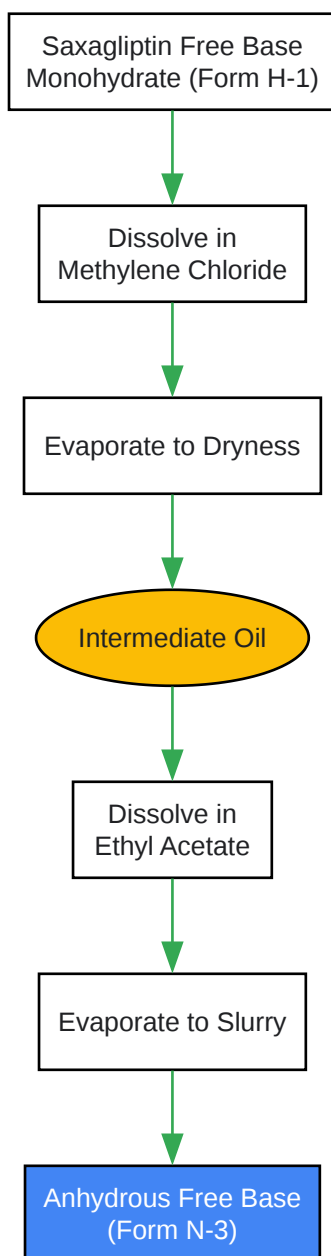 Saxagliptin Free Base
Monohydrate (Form H-1)
Dissolve in
Methylene Chloride
Evaporate to Dryness
Intermediate Oil
Dissolve in
Ethyl Acetate
Evaporate to Slurry
Anhydrous Free Base
(Form N-3)